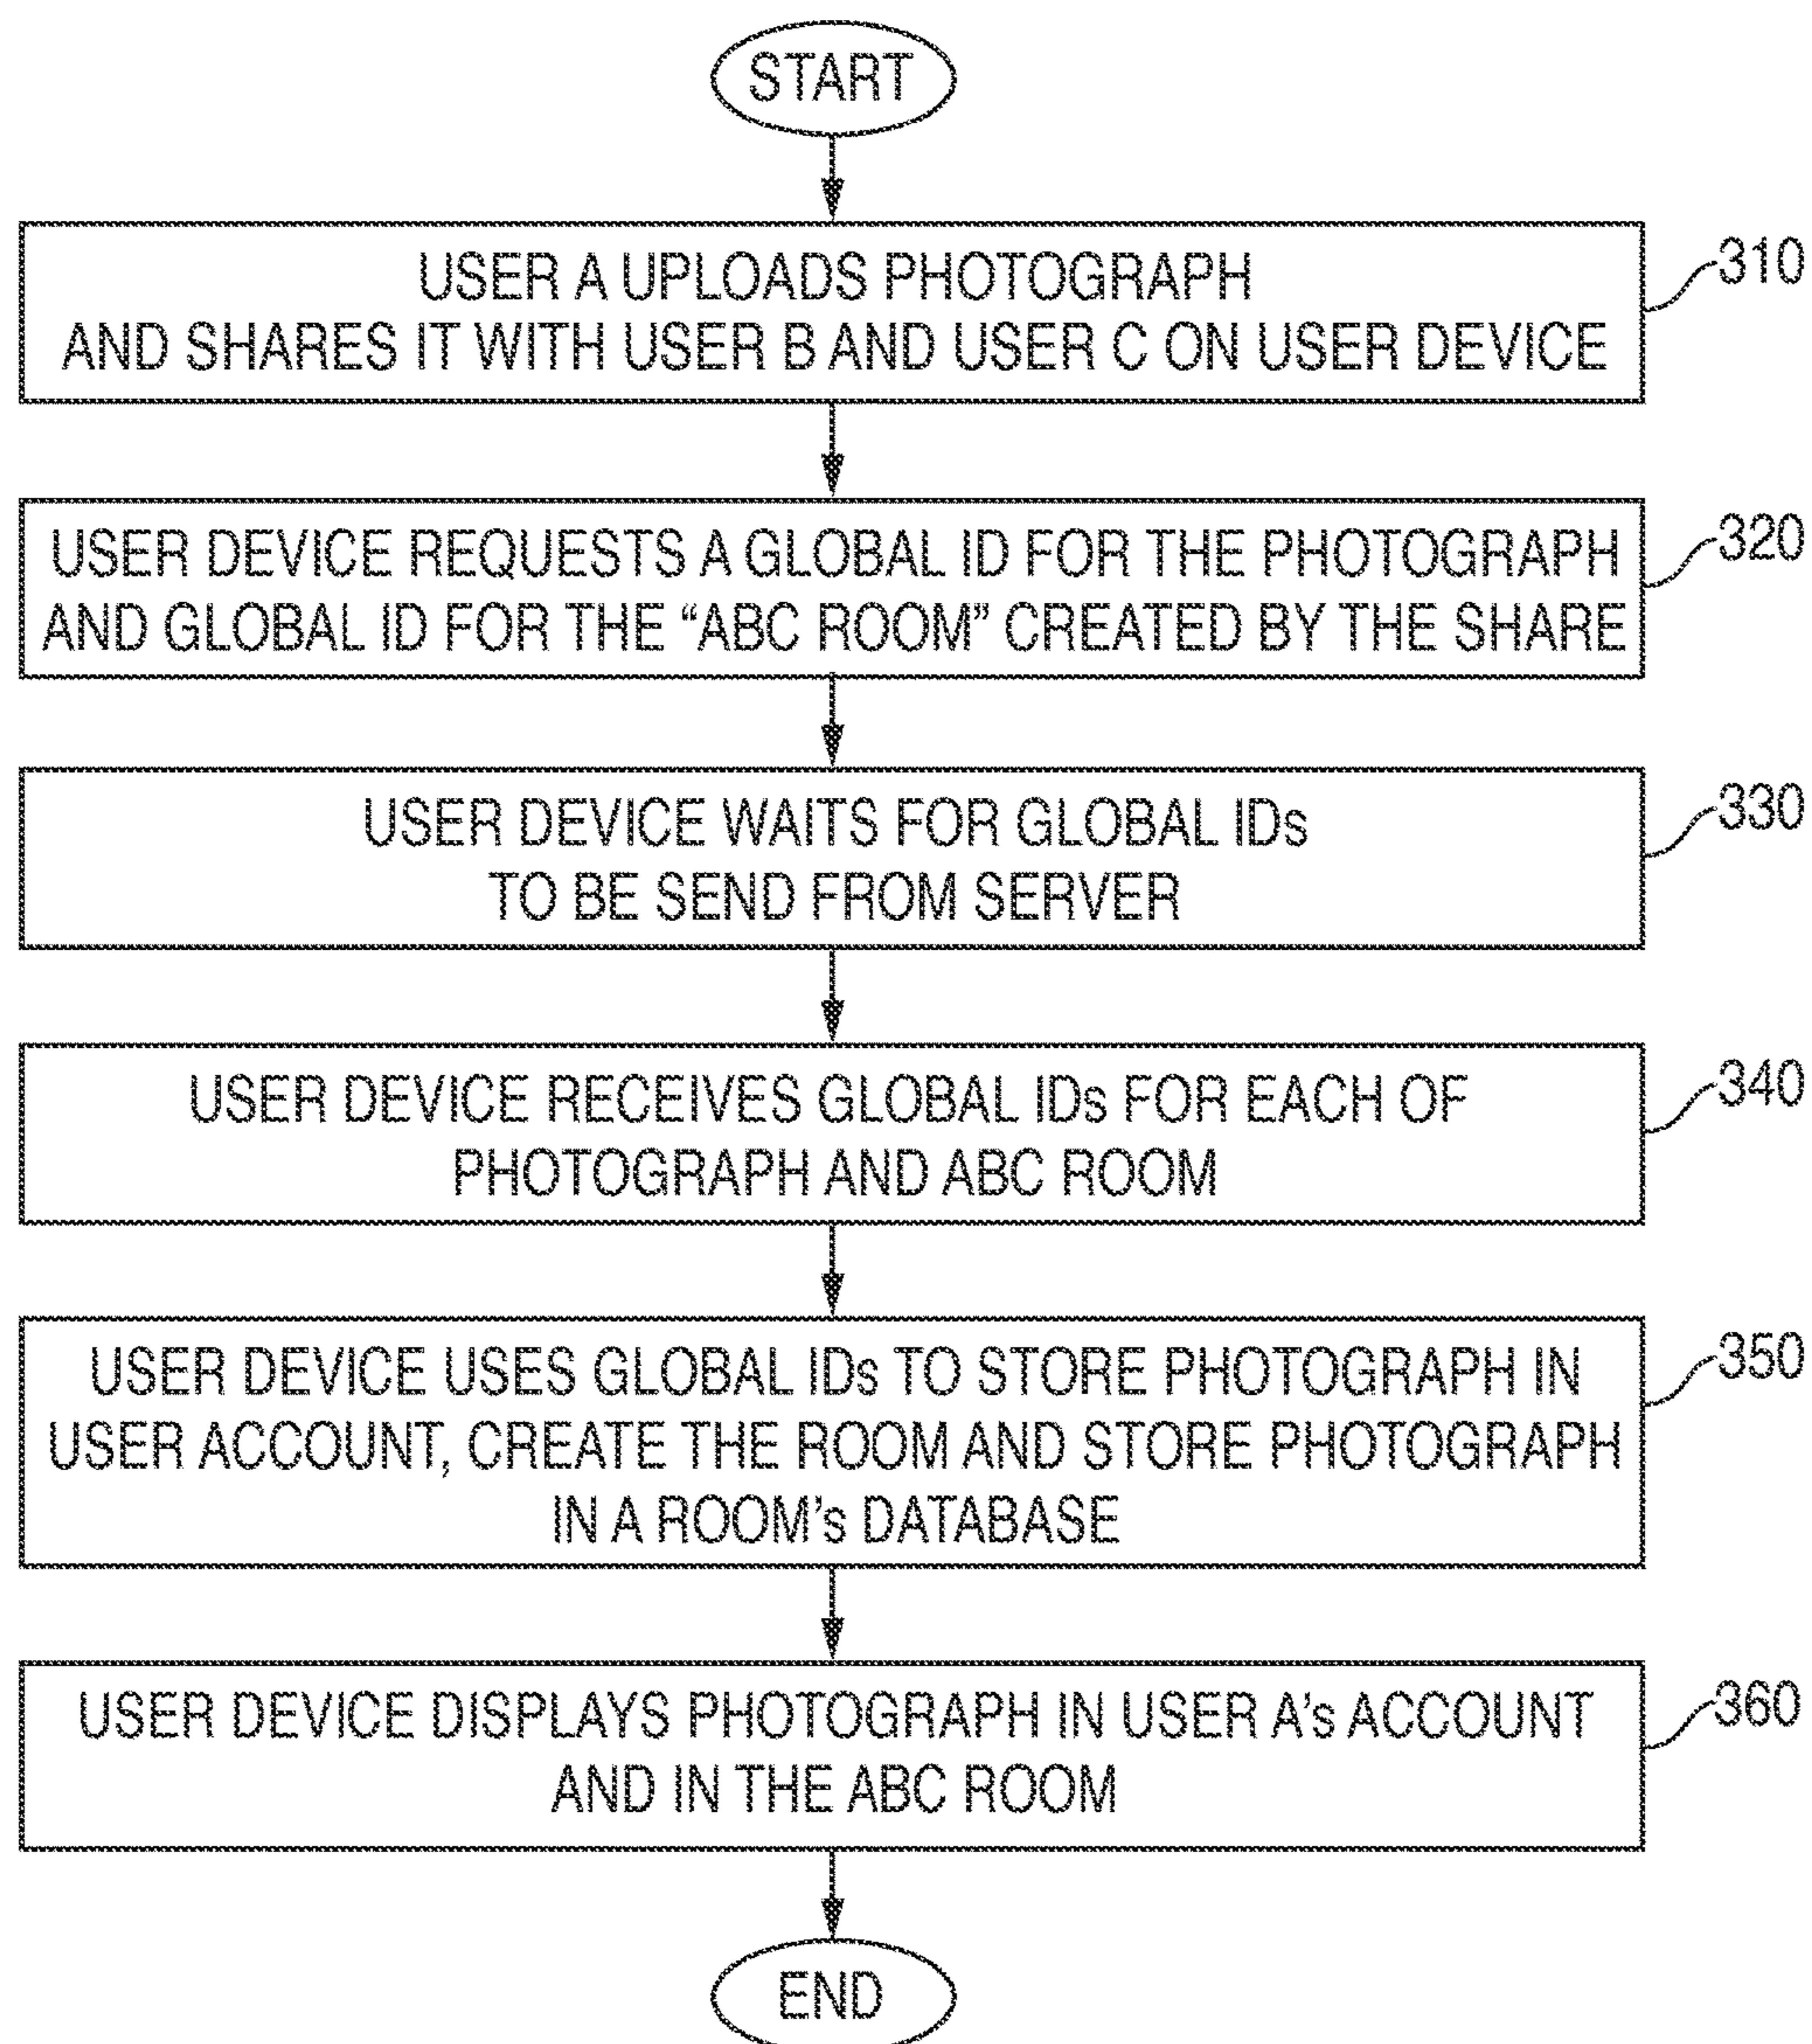 START
USER A UPLOADS PHOTOGRAPH
AND SHARES IT WITH USER B AND USER C ON USER DEVICE
310
USER DEVICE REQUESTS A GLOBAL ID FOR THE PHOTOGRAPH
AND GLOBAL ID FOR THE “ABC ROOM” CREATED BY THE SHARE
320
USER DEVICE WAITS FOR GLOBAL IDs
TO BE SEND FROM SERVER
330
USER DEVICE RECEIVES GLOBAL IDs FOR EACH OF
PHOTOGRAPH AND ABC ROOM
340
USER DEVICE USES GLOBAL IDs TO STORE PHOTOGRAPH IN
USER ACCOUNT, CREATE THE ROOM AND STORE PHOTOGRAPH
IN A ROOM’s DATABASE
350
USER DEVICE DISPLAYS PHOTOGRAPH IN USER A’s ACCOUNT
AND IN THE ABC ROOM
360
END